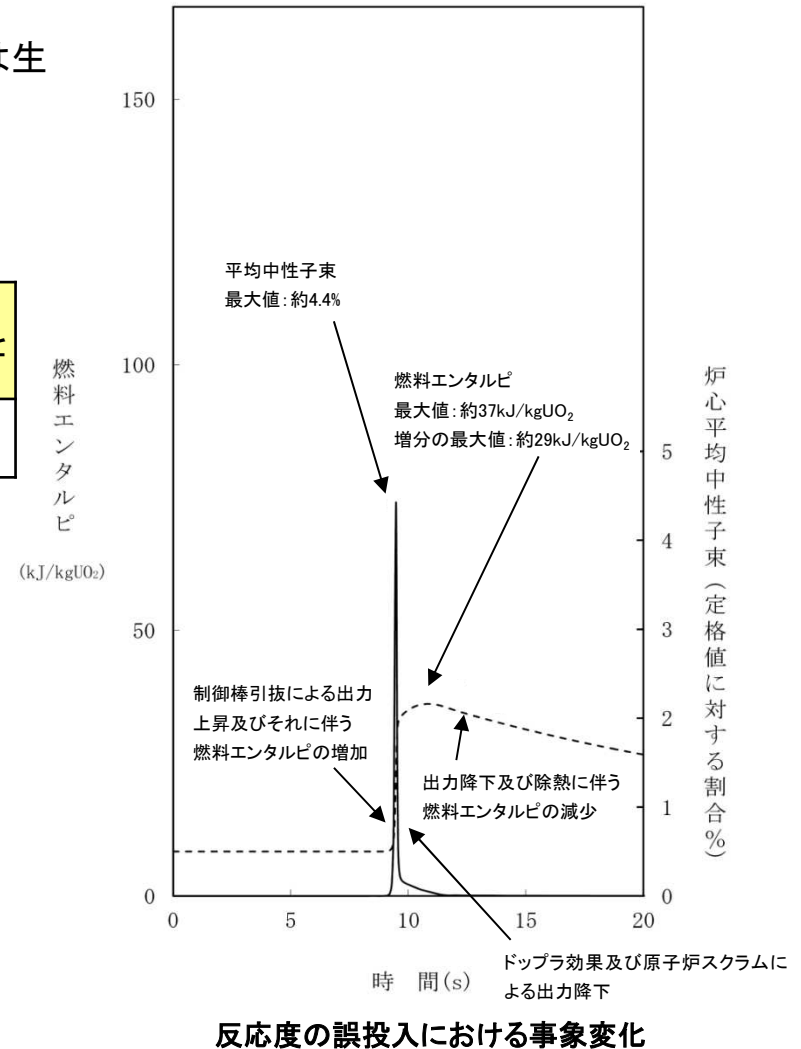 は生
150
平均中性子束
最大値：約4.4%
と
100
燃料エンタルピ
(kJ/kgUO₂)
燃料エンタルピ
最大値：約37kJ/kgUO₂
増分の最大値：約29kJ/kgUO₂
炉心平均中性子束（定格値に対する割合％）
5
4
50
3
制御棒引抜による出力
上昇及びそれに伴う
燃料エンタルピの増加
2
出力降下及び除熱に伴う
燃料エンタルピの減少
1
0
0
0
5
10
15
20
時 間(s)
ドップラ効果及び原子炉スクラムに
よる出力降下
反応度の誤投入における事象変化